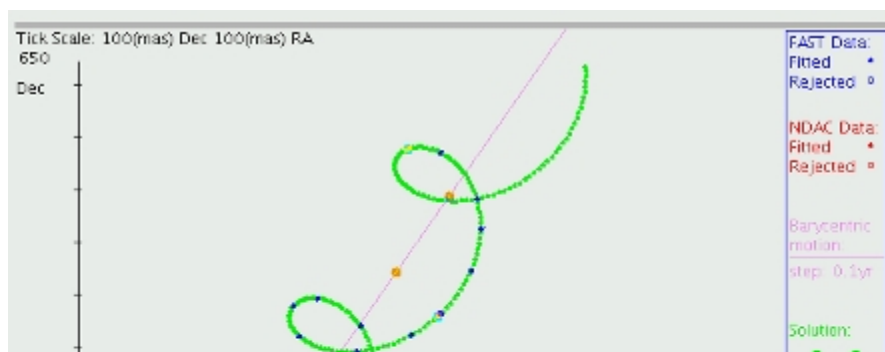 Tick Scale: 100(mas) Dec 100(mas) RA
650
Dec
FAST Data:
Fitted
Rejected
NDAC Data:
Fitted
Rejected
Barycentric
motion:
step: 0.1yr
Solution: